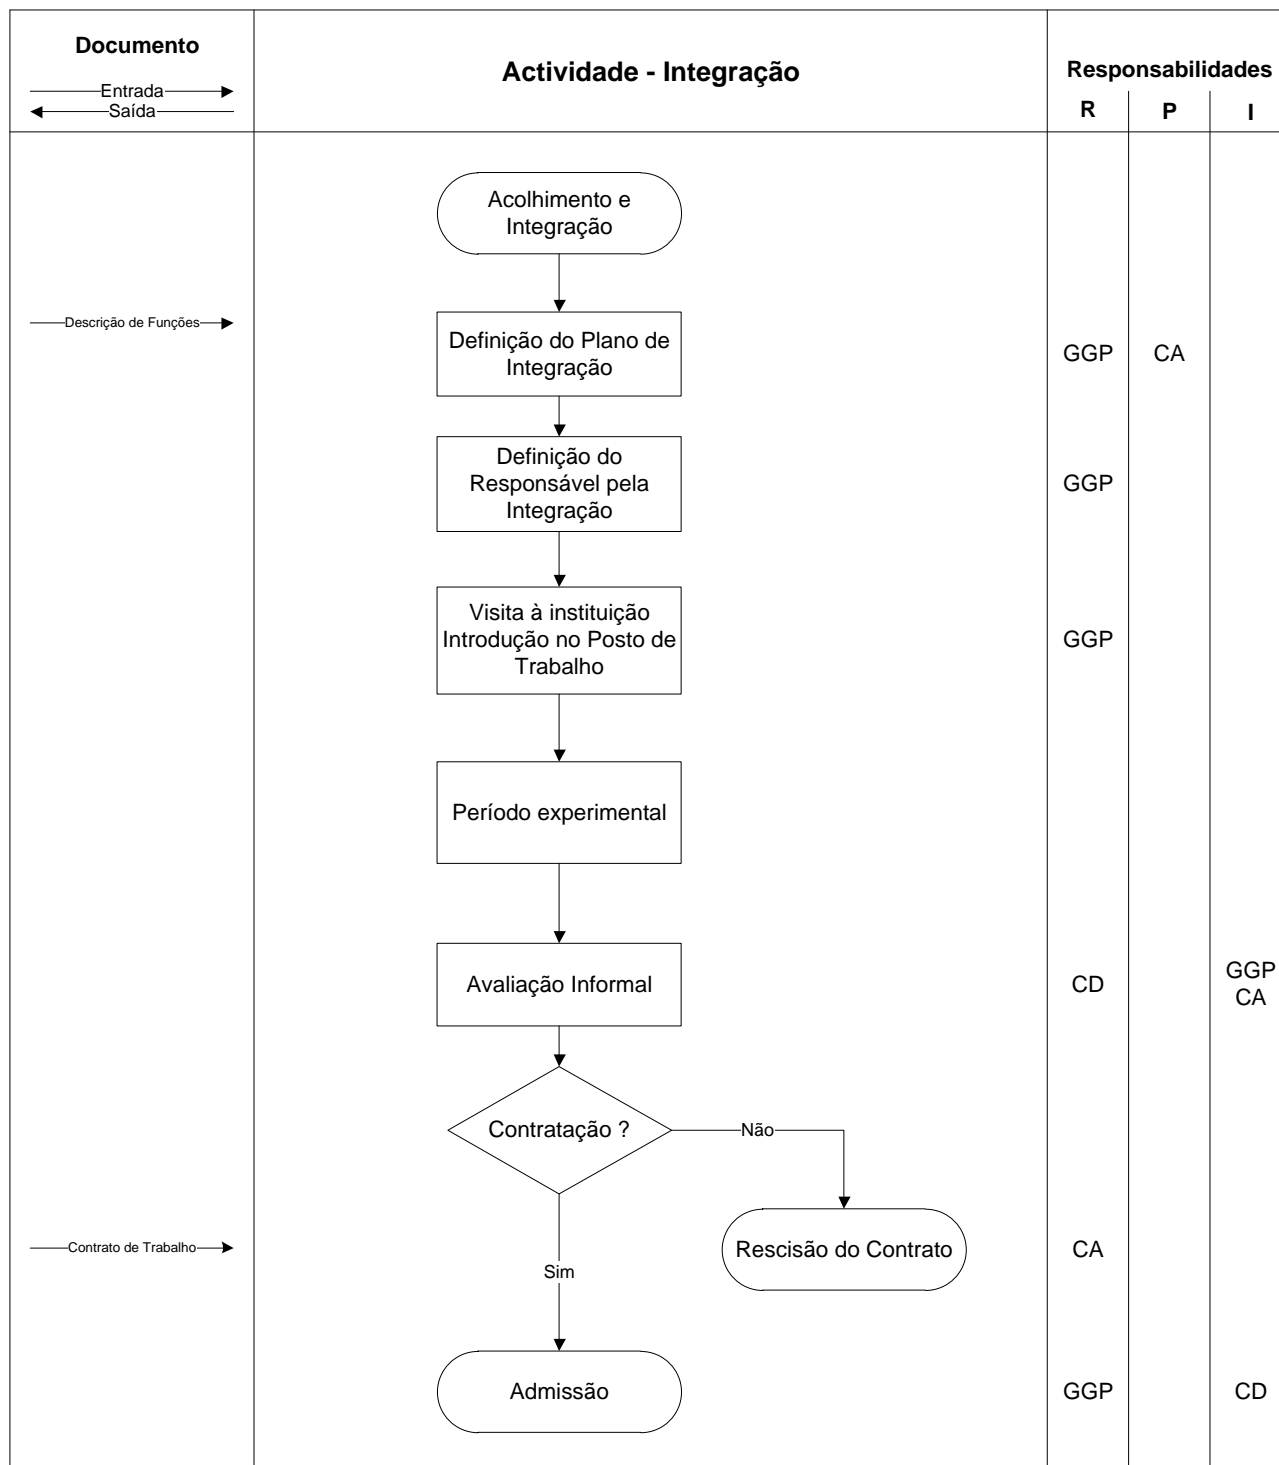 Documento
Entrada
Saída
Actividade - Integração
Responsabilidades
R
P
I
Acolhimento e
Integração
Descrição de Funções
Definição do Plano de
Integração
GGP
CA
Definição do
Responsável pela
Integração
GGP
Visita à instituição
Introdução no Posto de
Trabalho
GGP
Período experimental
Avaliação Informal
CD
GGP
CA
Contratação ?
Não
Contrato de Trabalho
Rescisão do Contrato
CA
Sim
Admissão
GGP
CD